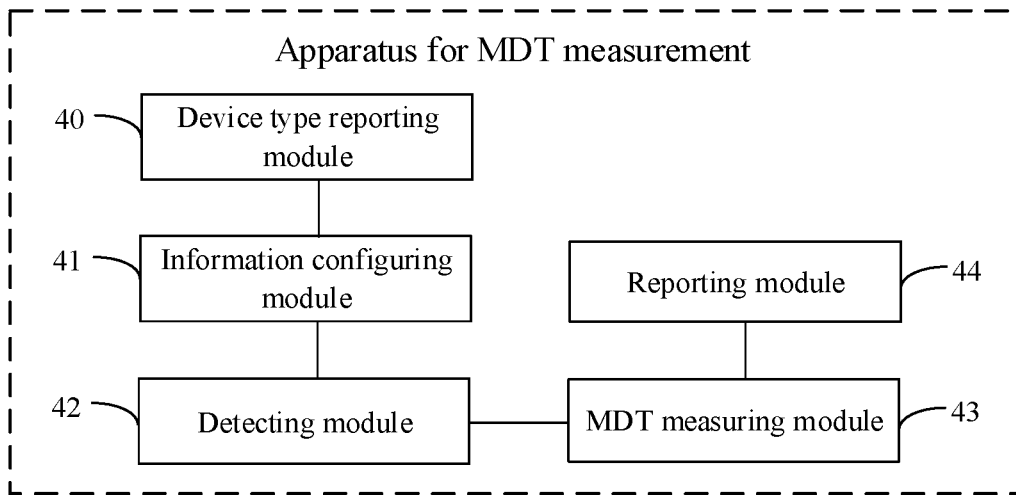 Apparatus for MDT measurement
40
Device type reporting
module
41
Information configuring
module
Reporting module
44
42
Detecting module
MDT measuring module
43